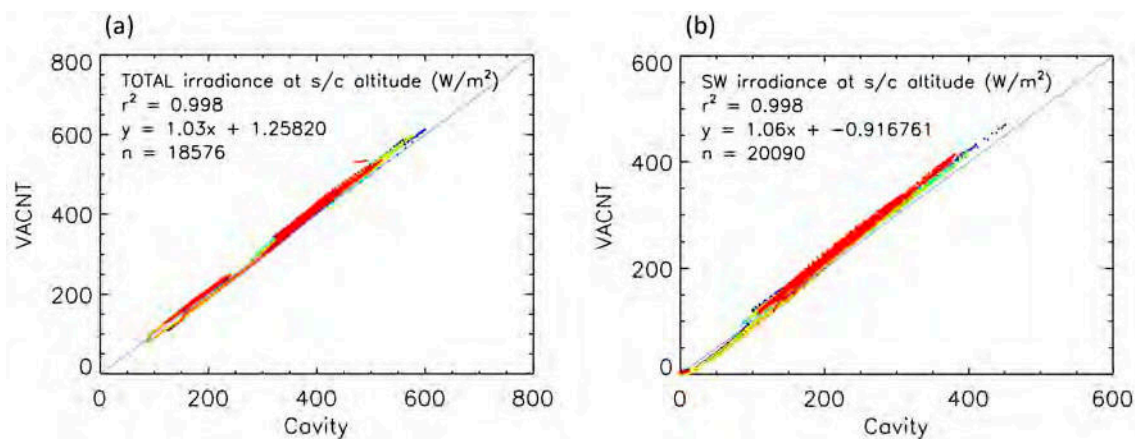 (a)
800
TOTAL irradiance at s/c altitude (W/m²)
r² = 0.998
y = 1.03x + 1.25820
n = 18576
600
400
200
0
VACNT
0 200 400 600 800
Cavity
(b)
600
SW irradiance at s/c altitude (W/m²)
r² = 0.998
y = 1.06x + −0.916761
n = 20090
400
200
0
VACNT
0 200 400 600
Cavity